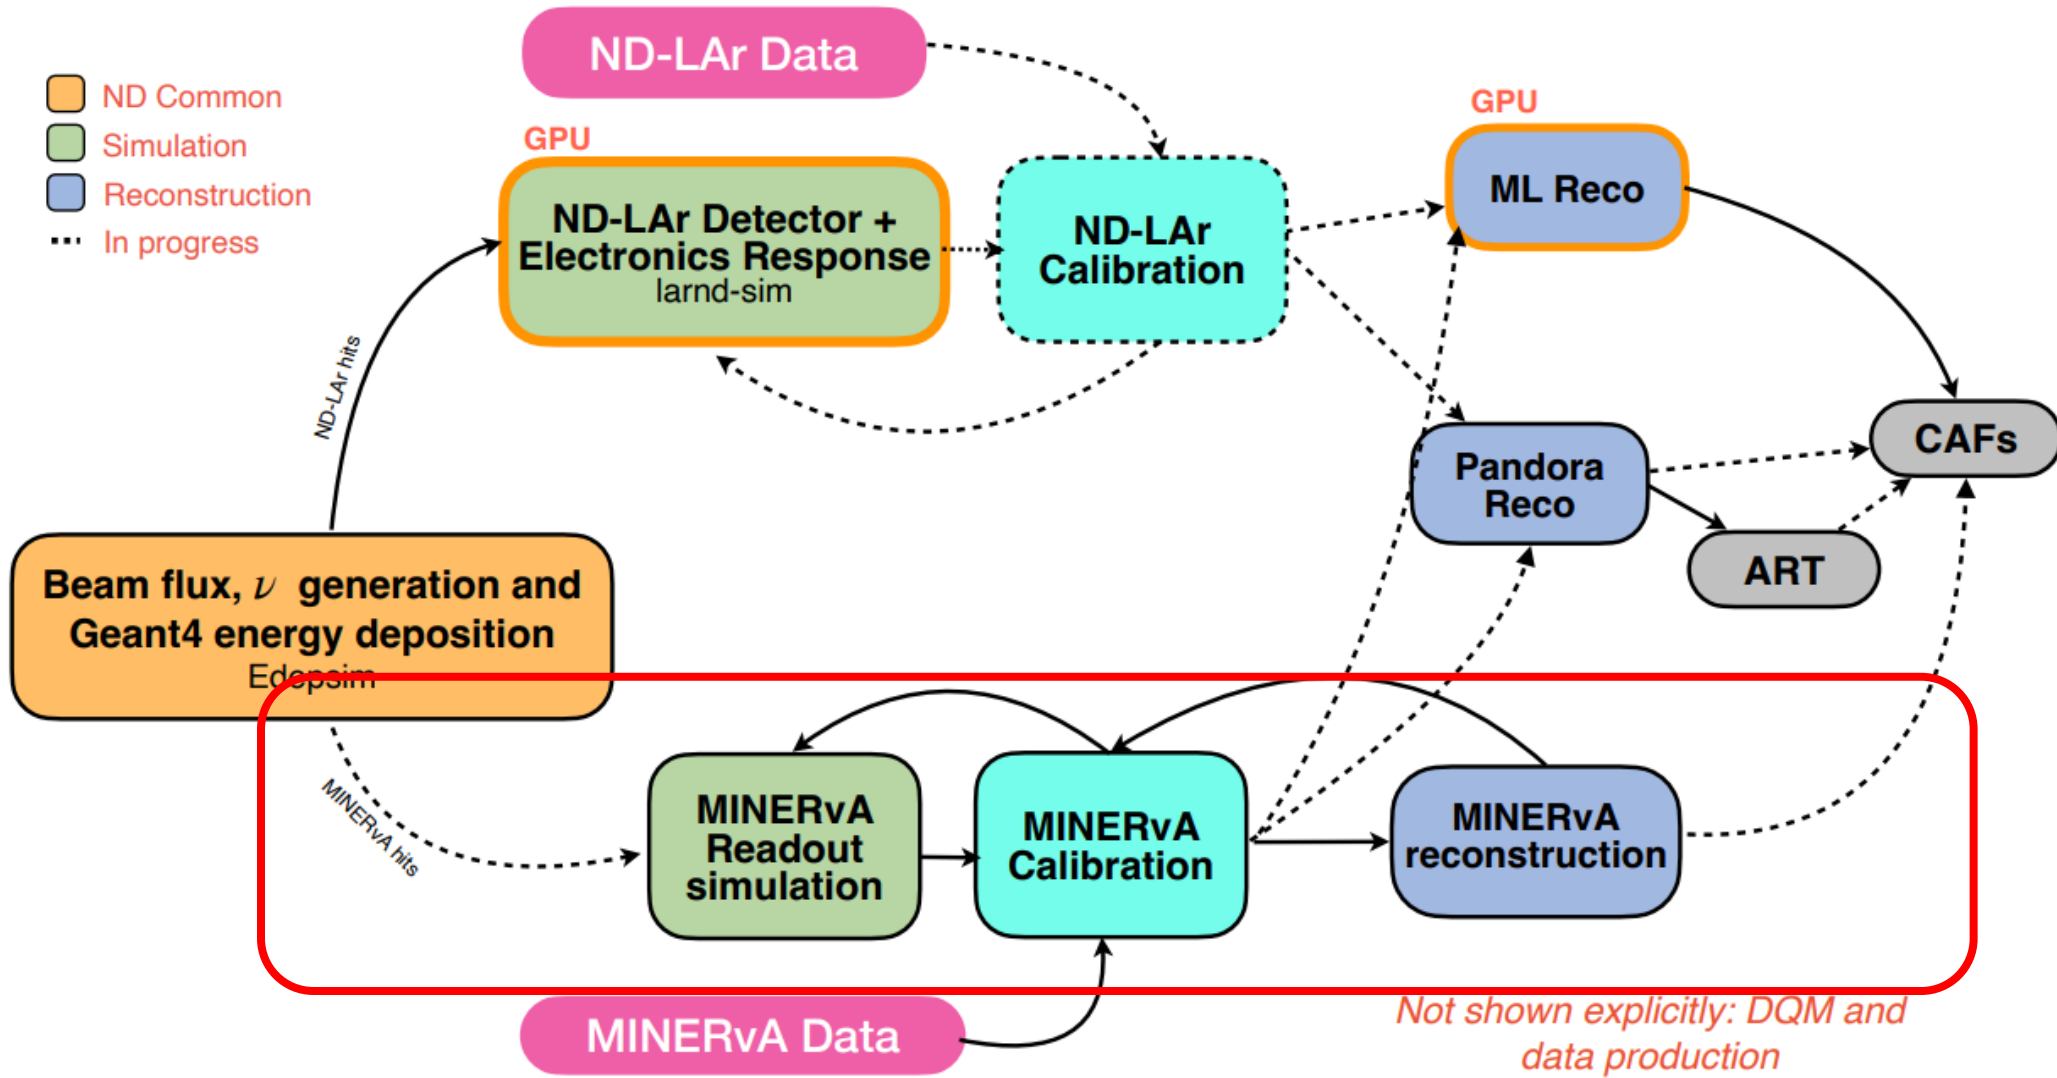 ND-LAr Data
ND Common
Simulation
Reconstruction
In progress
GPU
ND-LAr Detector +
Electronics Response
larnd-sim
ND-LAr
Calibration
GPU
ML Reco
ND-LAr hits
Pandora
Reco
CAFs
ART
Beam flux, ν generation and
Geant4 energy deposition
Edepsim
MINERvA hits
MINERvA
Readout
simulation
MINERvA
Calibration
MINERvA
reconstruction
MINERvA Data
Not shown explicitly: DQM and
data production